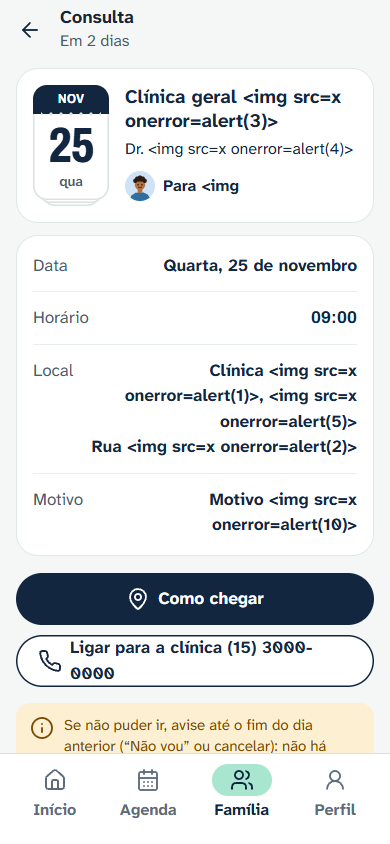 Consulta
Em 2 dias
NOV
25
qua
Clínica geral <img src=x
onerror=alert(3)>
Dr. <img src=x onerror=alert(4)>
Para <img
Data
Quarta, 25 de novembro
Horário
09:00
Local
Clínica <img src=x
onerror=alert(1)>, <img src=x
onerror=alert(5)>
Rua <img src=x onerror=alert(2)>
Motivo
Motivo <img src=x
onerror=alert(10)>
Como chegar
Ligar para a clínica (15) 3000-
0000
Se não puder ir, avise até o fim do dia
anterior (“Não vou” ou cancelar): não há
Início
Agenda
Família
Perfil